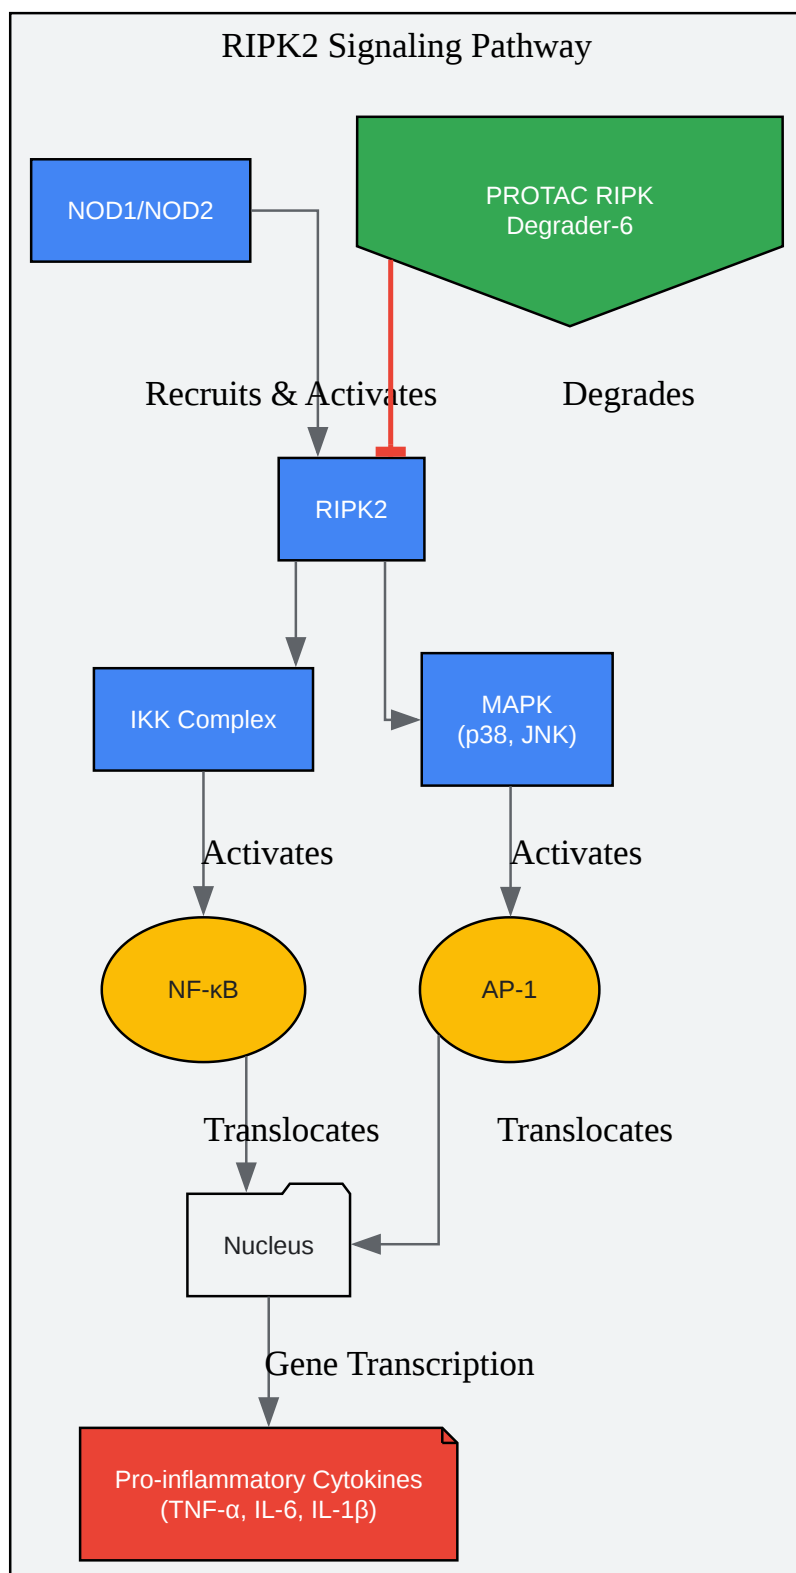 RIPK2 Signaling Pathway
NOD1/NOD2
PROTAC RIPK
Degrader-6
Recruits & Activates
Degrades
RIPK2
IKK Complex
MAPK
(p38, JNK)
Activates
Activates
NF-κB
AP-1
Translocates
Translocates
Nucleus
Gene Transcription
Pro-inflammatory Cytokines
(TNF-α, IL-6, IL-1β)